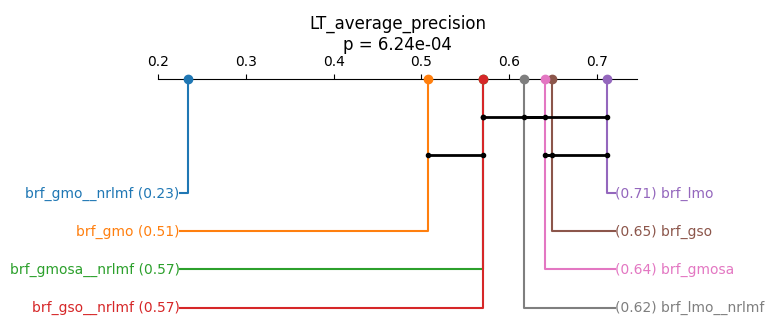 LT_average_precision
p = 6.24e-04
0.2 0.3 0.4 0.5 0.6 0.7
brf_gmo__nrlmf (0.23) (0.71) brf_lmo
brf_gmo (0.51) (0.65) brf_gso
brf_gmosa__nrlmf (0.57) (0.64) brf_gmosa
brf_gso__nrlmf (0.57) (0.62) brf_lmo__nrlmf